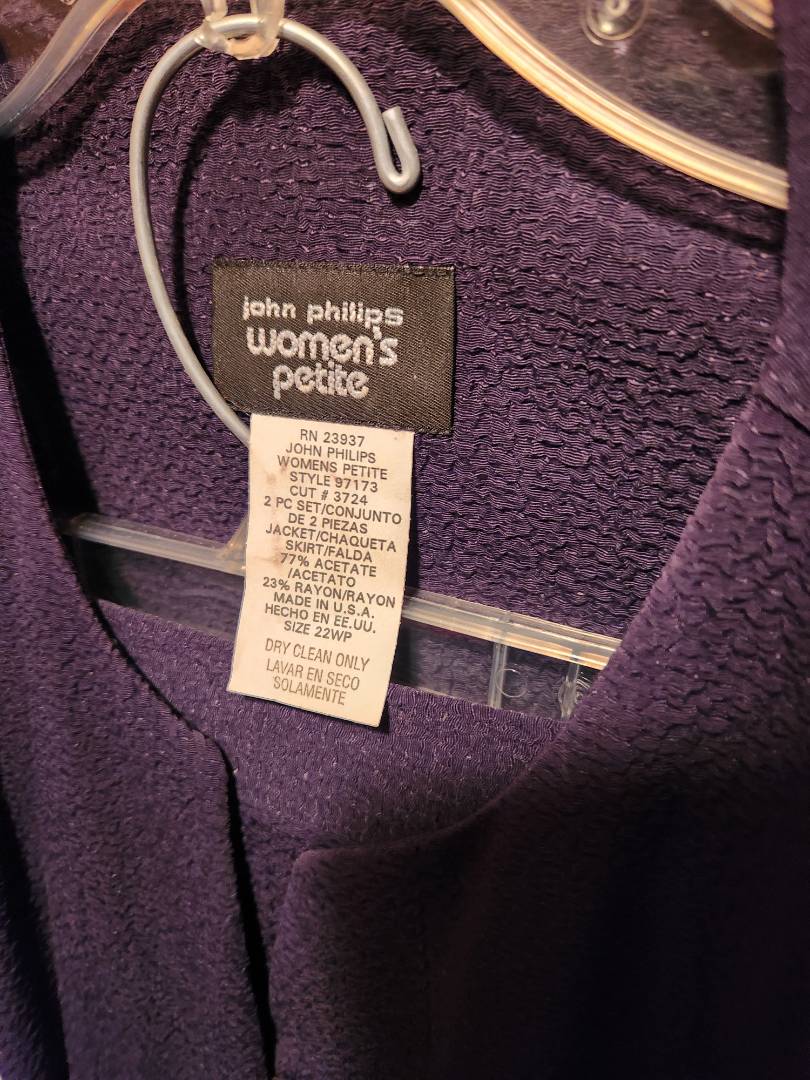 john philips
women's
petite
RN 23937
JOHN PHILIPS
WOMENS PETITE
STYLE 97173
CUT # 3724
2 PC SET/CONJUNTO
DE 2 PIEZAS
JACKET/CHAQUETA
SKIRT/FALDA
77% ACETATE
/ACETATO
23% RAYON/RAYON
MADE IN U.S.A.
HECHO EN EE.UU.
SIZE 22WP
DRY CLEAN ONLY
LAVAR EN SECO
SOLAMENTE